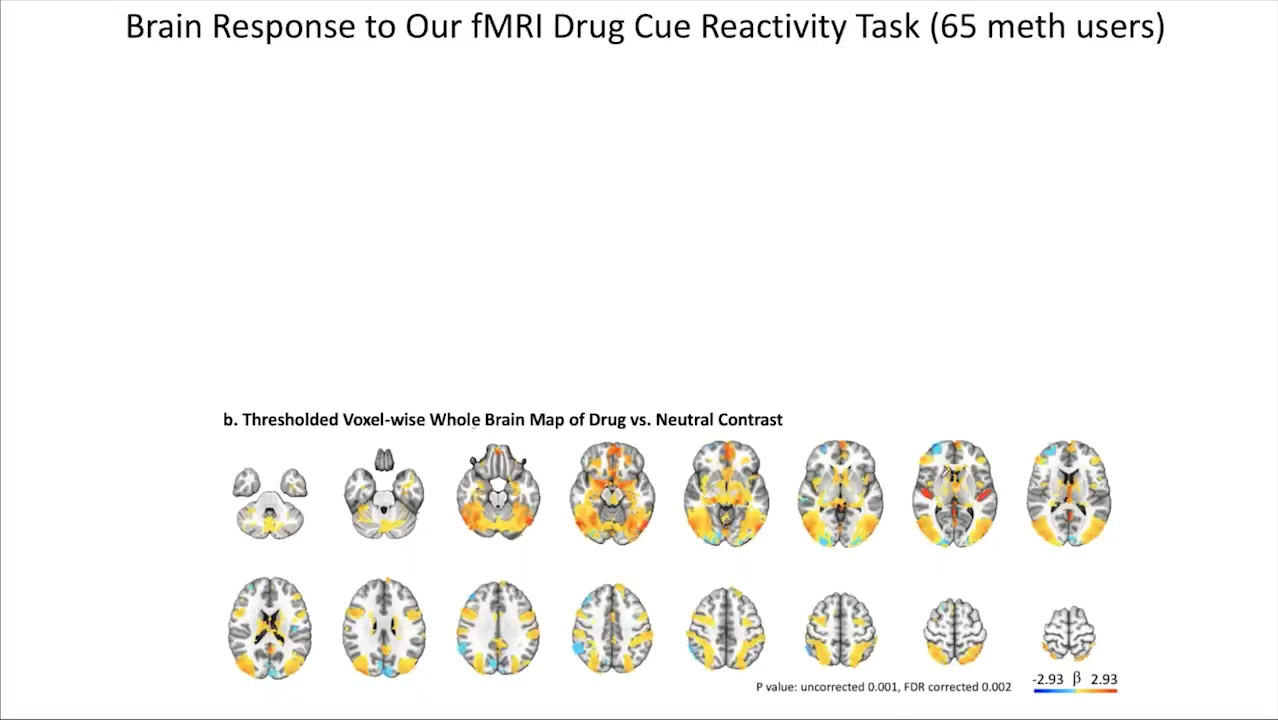 Brain Response to Our fMRI Drug Cue Reactivity Task (65 meth users)
b. Thresholded Voxel-wise Whole Brain Map of Drug vs. Neutral Contrast
P value: uncorrected 0.001, FDR corrected 0.002
-2.93 β 2.93